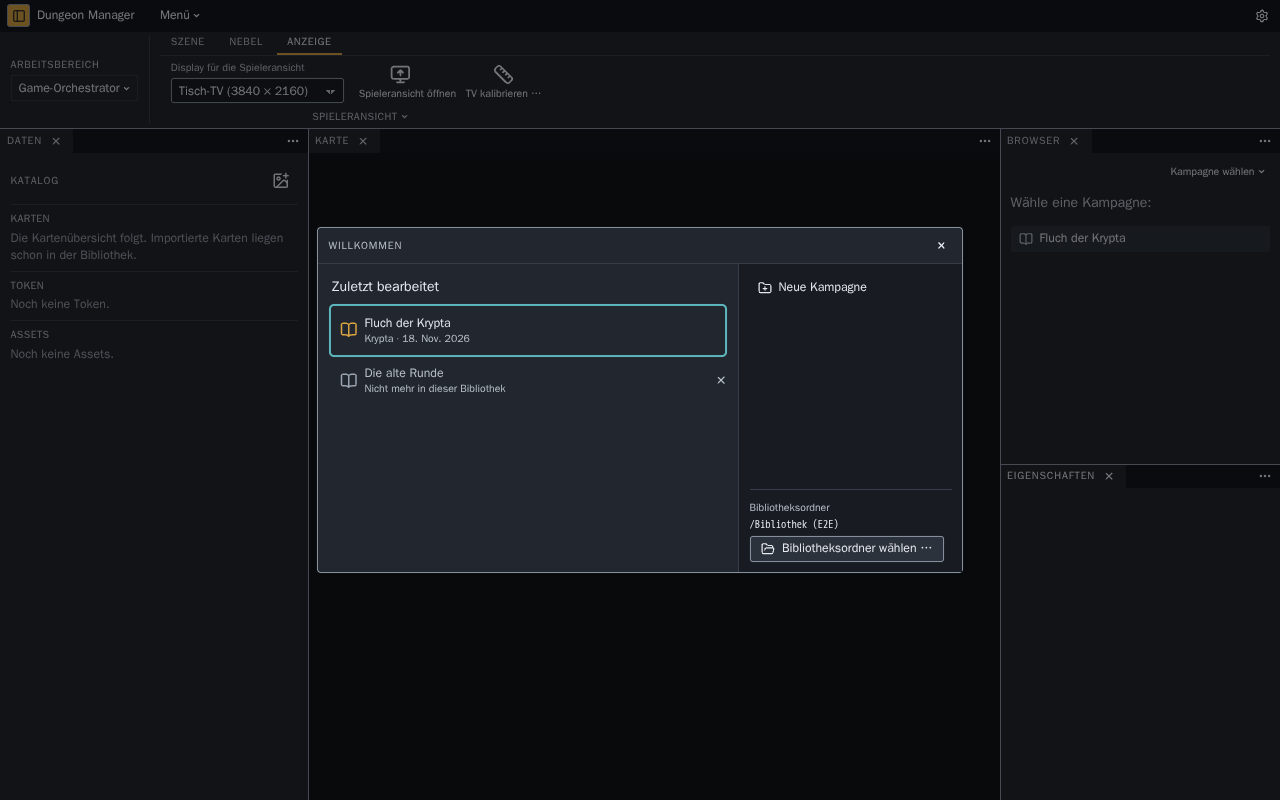 Dungeon Manager
Menü
SZENE
NEBEL
ANZEIGE
ARBEITSBEREICH
Game-Orchestrator
Display für die Spieleransicht
Tisch-TV (3840 × 2160)
Spieleransicht öffnen
TV kalibrieren ···
SPIELERANSICHT
DATEN
KARTE
BROWSER
KATALOG
KARTEN
Die Kartenübersicht folgt. Importierte Karten liegen
schon in der Bibliothek.
TOKEN
Noch keine Token.
ASSETS
Noch keine Assets.
WILLKOMMEN
Zuletzt bearbeitet
Fluch der Krypta
Krypta · 18. Nov. 2026
Die alte Runde
Nicht mehr in dieser Bibliothek
Neue Kampagne
Bibliotheksordner
/Bibliothek (E2E)
Bibliotheksordner wählen ···
Kampagne wählen
Wähle eine Kampagne:
Fluch der Krypta
EIGENSCHAFTEN